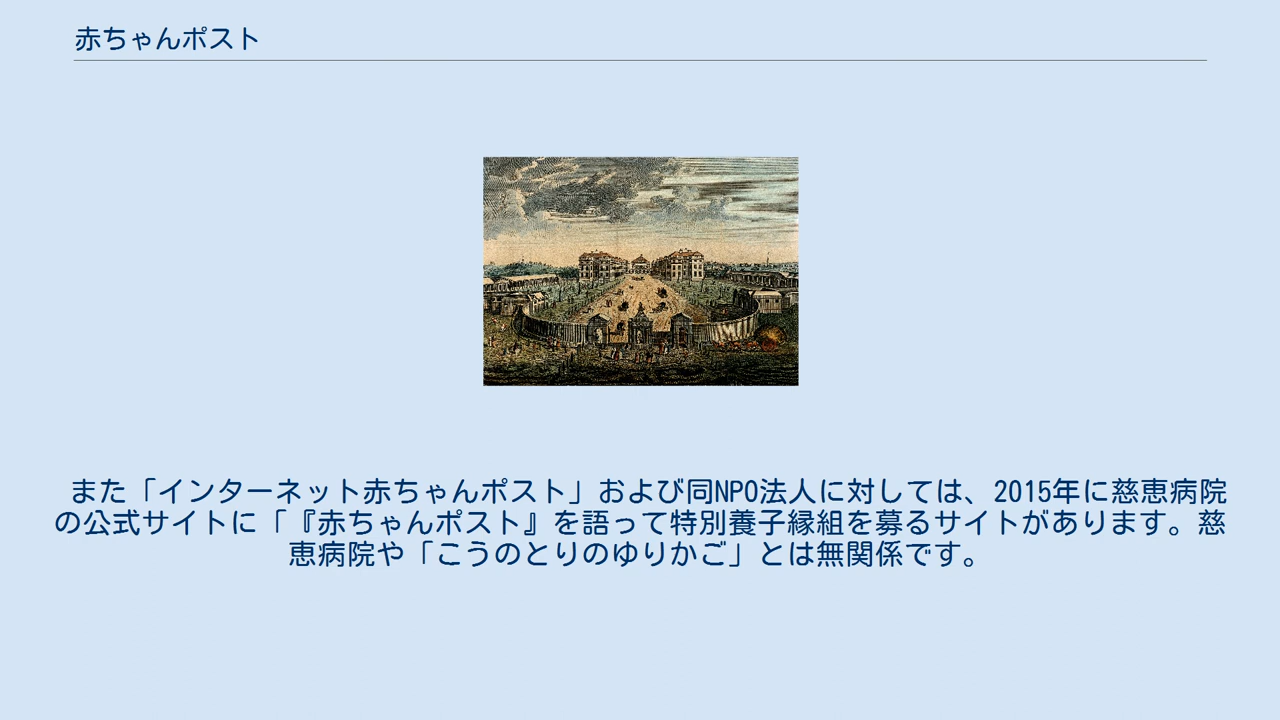 赤ちゃんポスト
また「インターネット赤ちゃんポスト」および同NPO法人に対しては、2015年に慈恵病院
の公式サイトに「『赤ちゃんポスト』を語って特別養子縁組を募るサイトがあります。慈
恵病院や「こうのとりのゆりかご」とは無関係です。